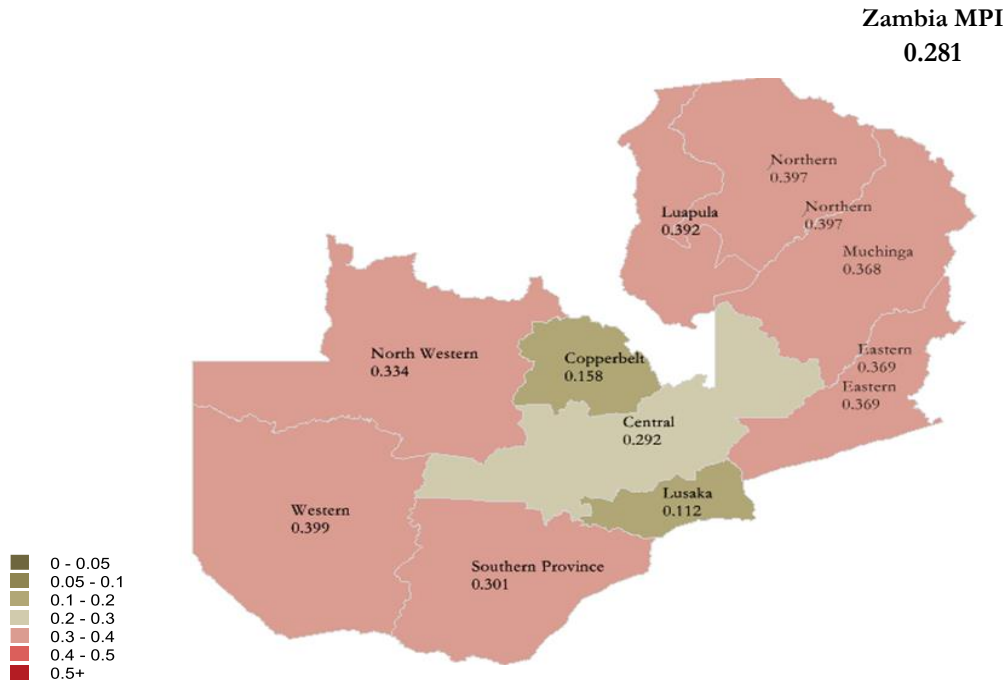 Zambia MPI
0.281
Northern
0.397
Northern
0.397
Luapula
0.392
Muchinga
0.368
North Western
0.334
Copperbelt
0.158
Eastern
0.369
Eastern
0.369
Central
0.292
Lusaka
0.112
Western
0.399
Southern Province
0.301
0 - 0.05
0.05 - 0.1
0.1 - 0.2
0.2 - 0.3
0.3 - 0.4
0.4 - 0.5
0.5+